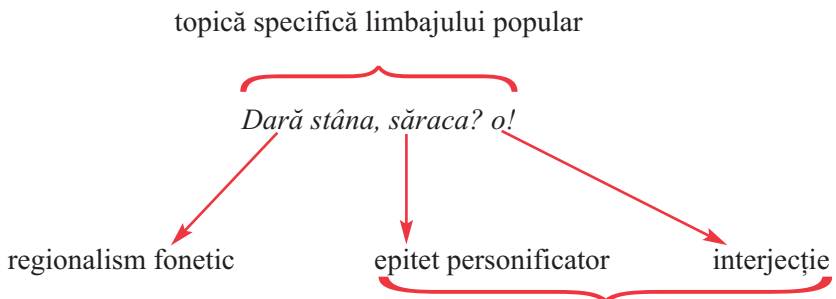 topică specifică limbajului popular
Dară stâna, săraca? o!
regionalism fonetic epitet personificator interjecție